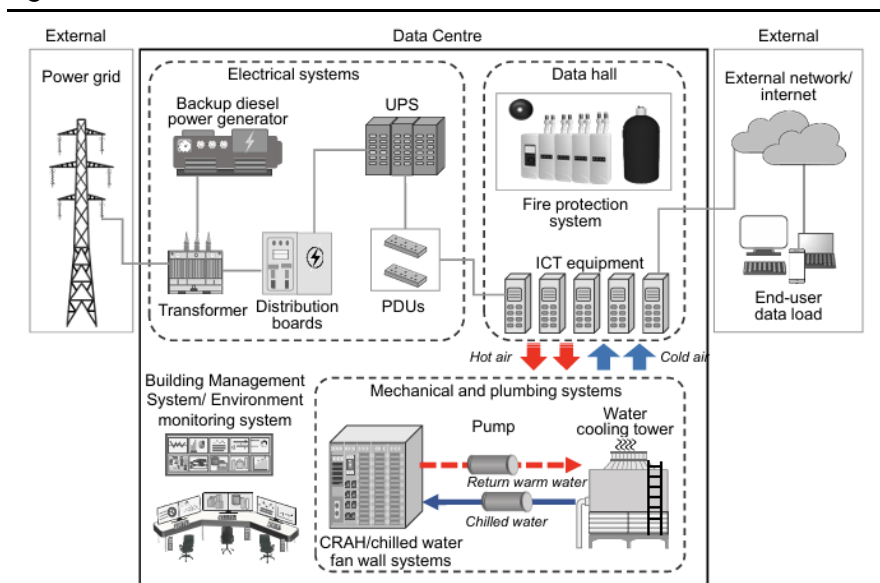 External
Data Centre
External
Power grid
Electrical systems
Backup diesel
power generator
UPS
Transformer
Distribution
boards
PDUs
Data hall
Fire protection
system
ICT equipment
External network/
internet
End-user
data load
Hot air
Cold air
Building Management
System/ Environment
monitoring system
Mechanical and plumbing systems
Pump
Water
cooling tower
Return warm water
Chilled water
CRAH/chilled water
fan wall systems